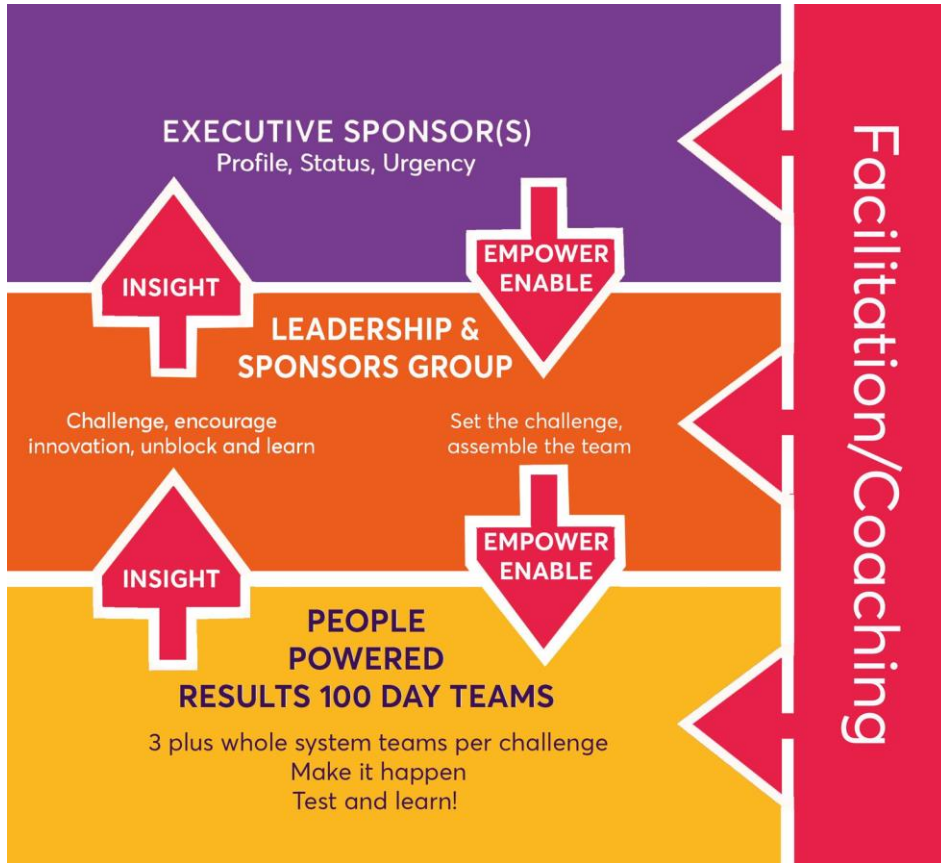 EXECUTIVE SPONSOR(S)
Profile, Status, Urgency
INSIGHT
EMPOWER
ENABLE
LEADERSHIP &
SPONSORS GROUP
Challenge, encourage
innovation, unblock and learn
Set the challenge,
assemble the team
INSIGHT
EMPOWER
ENABLE
PEOPLE
POWERED
RESULTS 100 DAY TEAMS
3 plus whole system teams per challenge
Make it happen
Test and learn!
Facilitation/Coaching